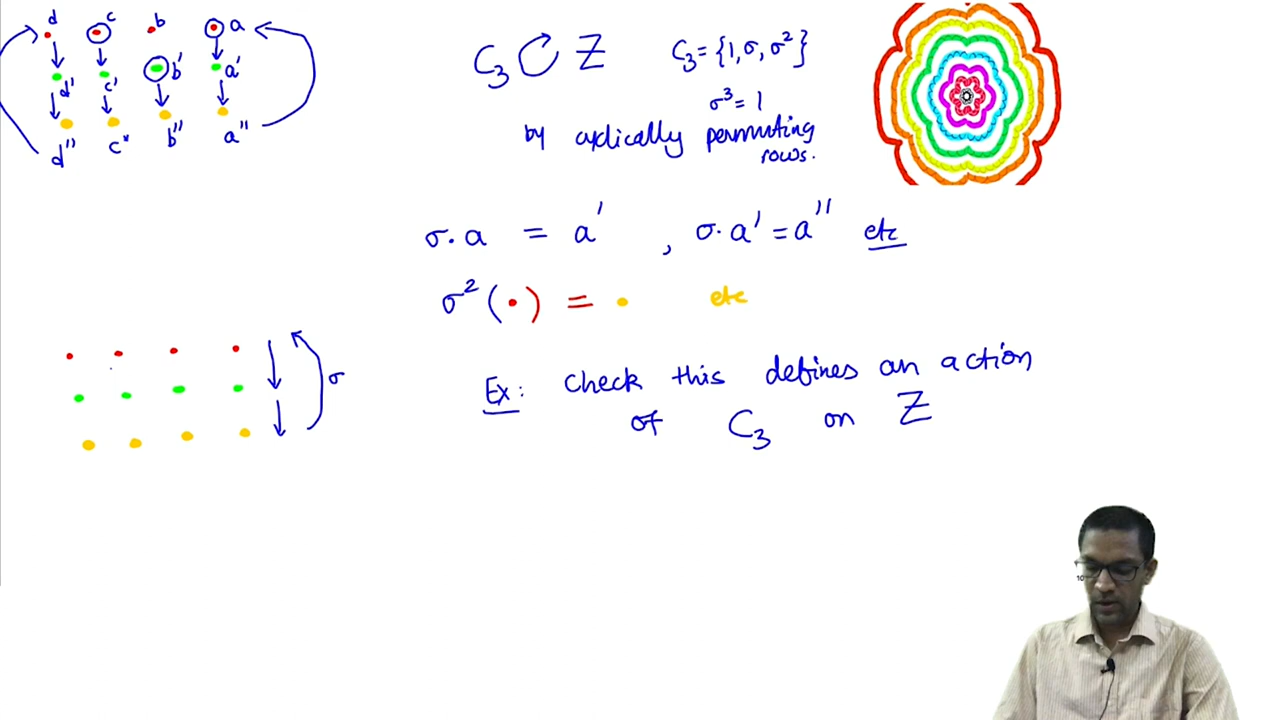 d c b a
d' c' b' a'
d'' c'' b'' a''
C₃ ↻ Z C₃ = {1, σ, σ²}
σ³ = 1
by cyclically permuting
rows.
σ · a = a' , σ · a' = a'' etc
σ² (•) = • etc
σ
Ex: Check this defines an action
of C₃ on Z